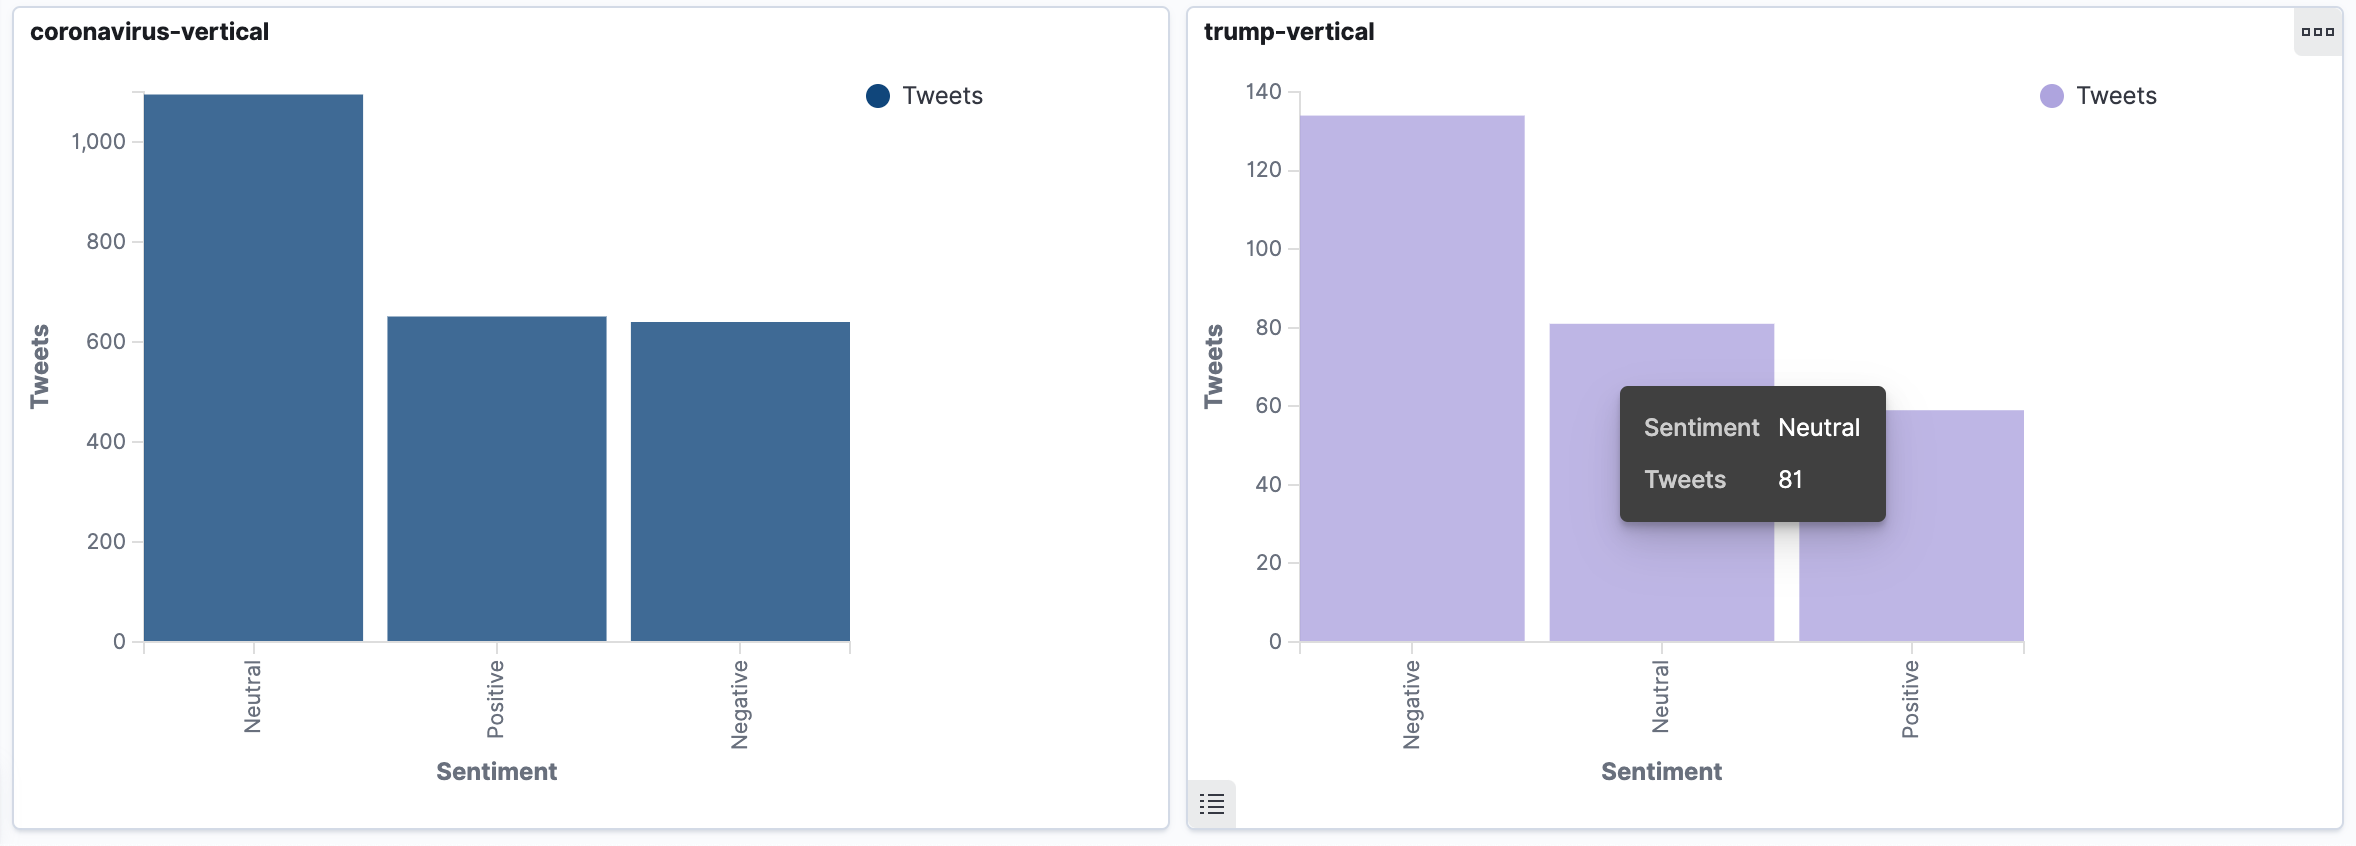 coronavirus-vertical
Tweets
1,000
800
600
400
200
0
Tweets
Neutral
Positive
Negative
Sentiment
trump-vertical
Tweets
140
120
100
80
60
40
20
0
Tweets
Sentiment Neutral
Tweets 81
Negative
Neutral
Positive
Sentiment